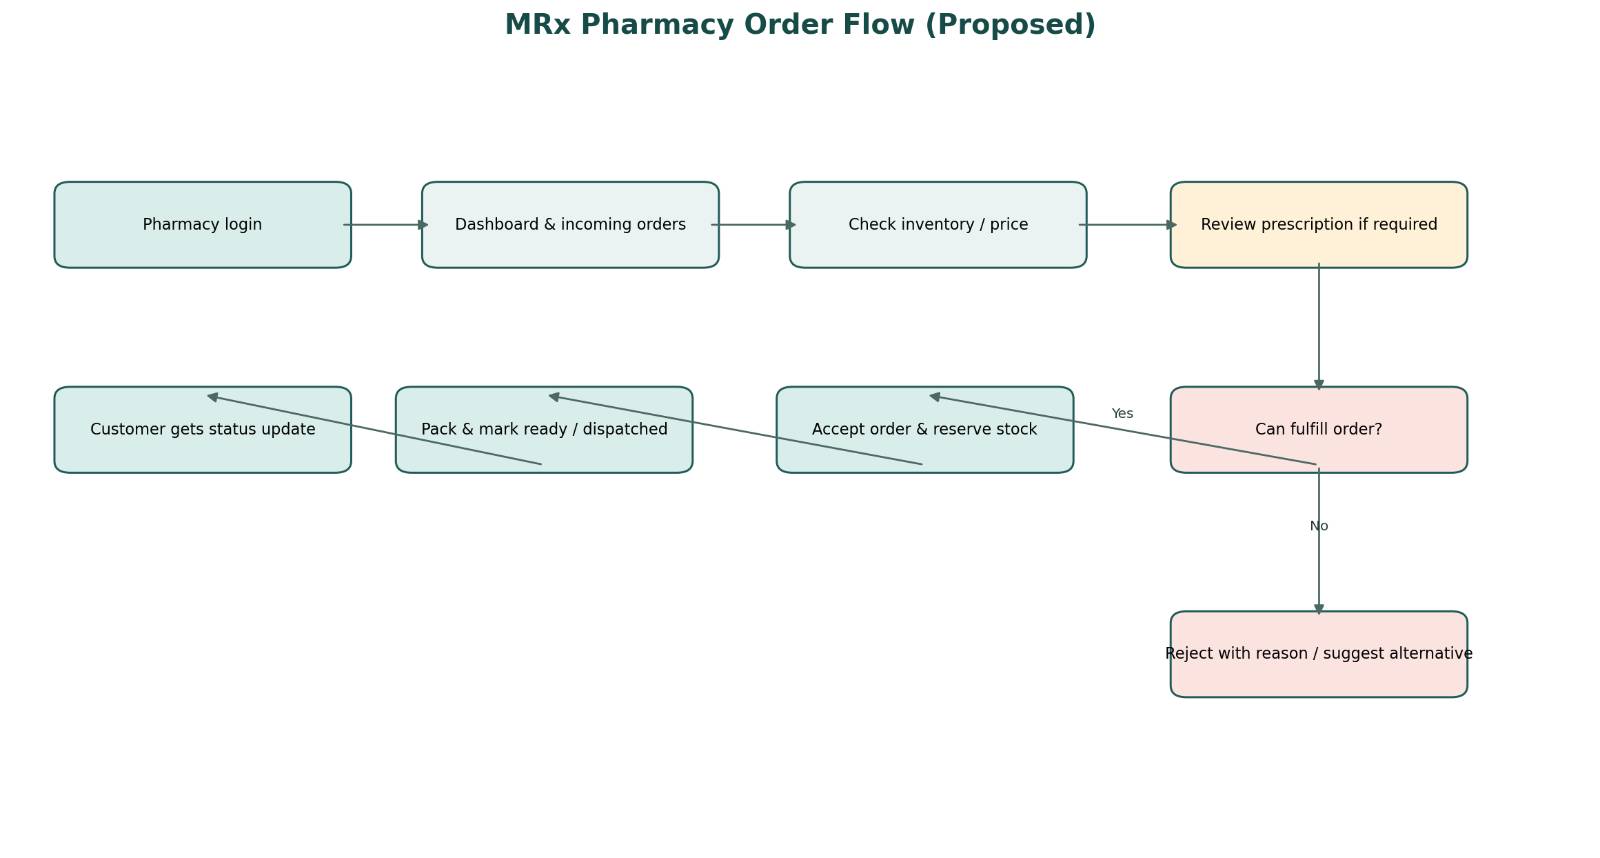 MRx Pharmacy Order Flow (Proposed)
Pharmacy login
Dashboard & incoming orders
Check inventory / price
Review prescription if required
Customer gets status update
Pack & mark ready / dispatched
Accept order & reserve stock
Yes
Can fulfill order?
No
Reject with reason / suggest alternative